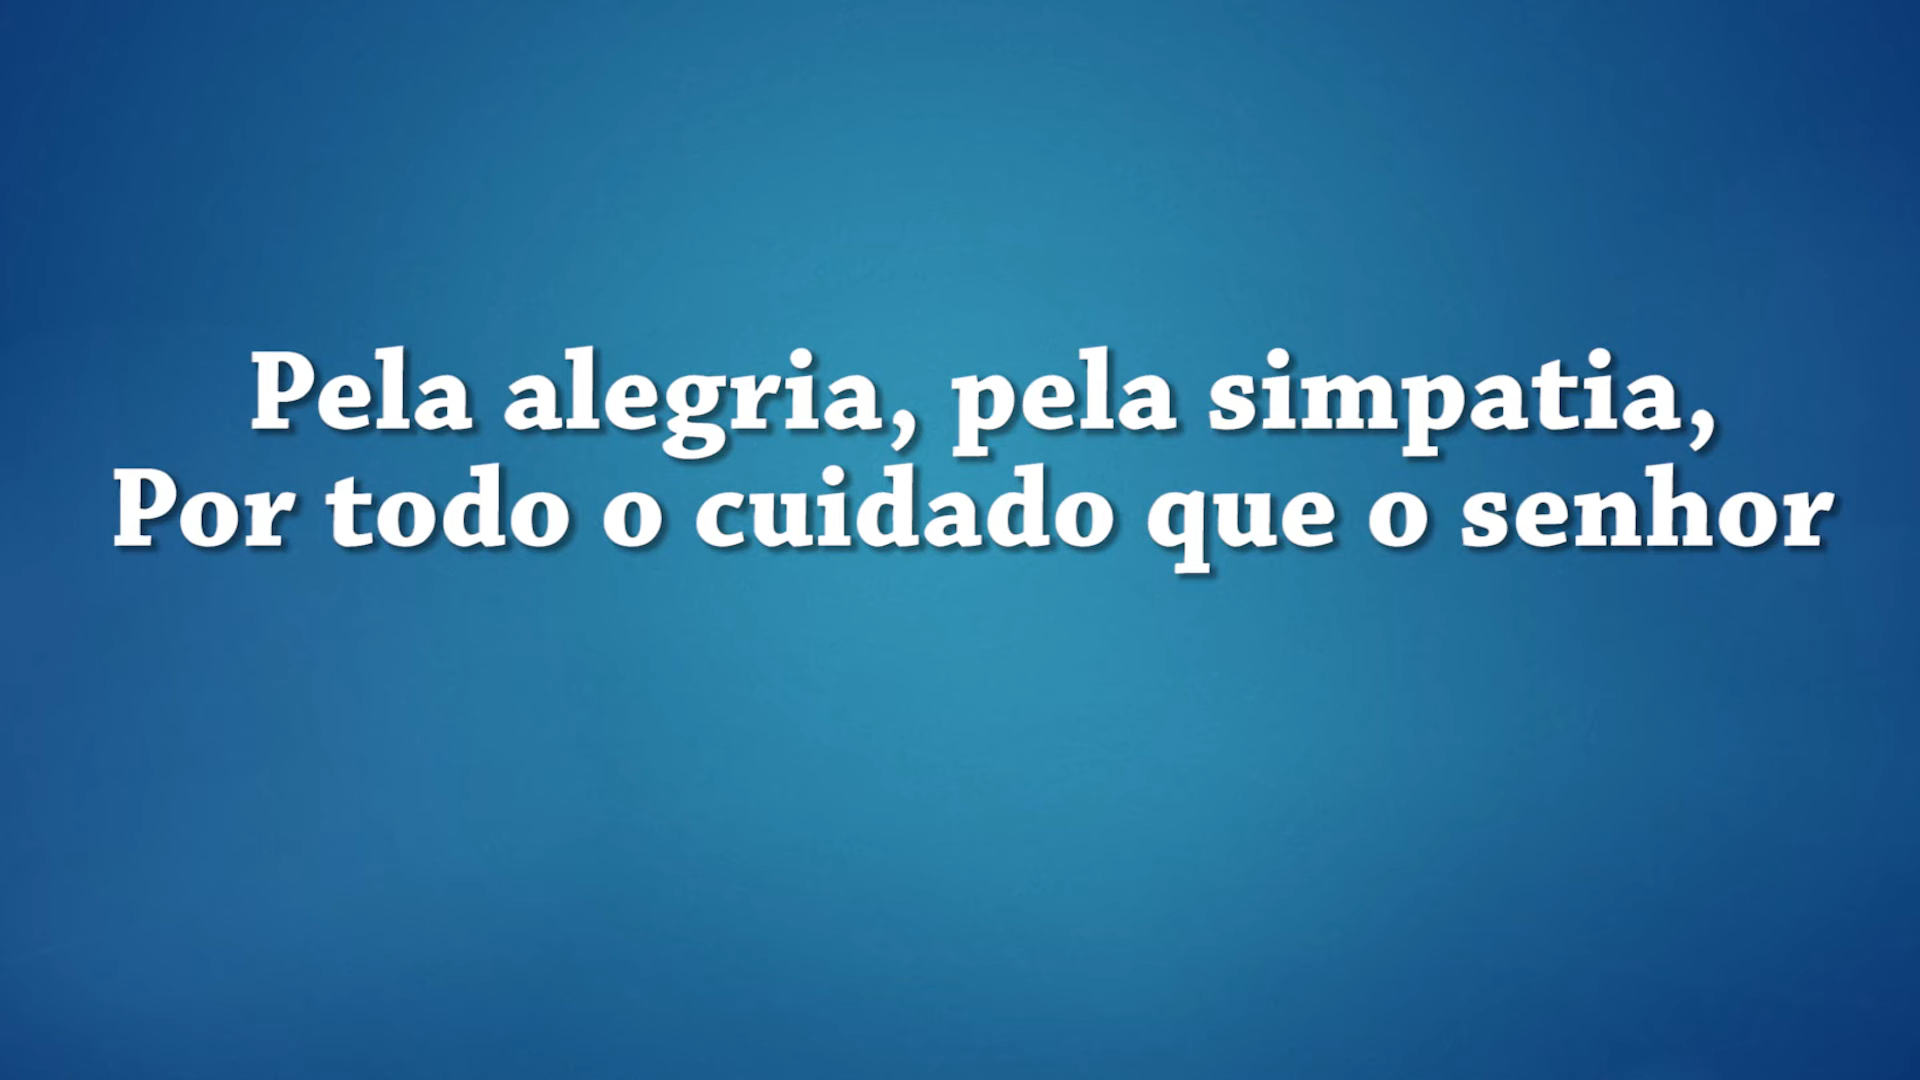 Pela alegria, pela simpatia,
Por todo o cuidado que o senhor